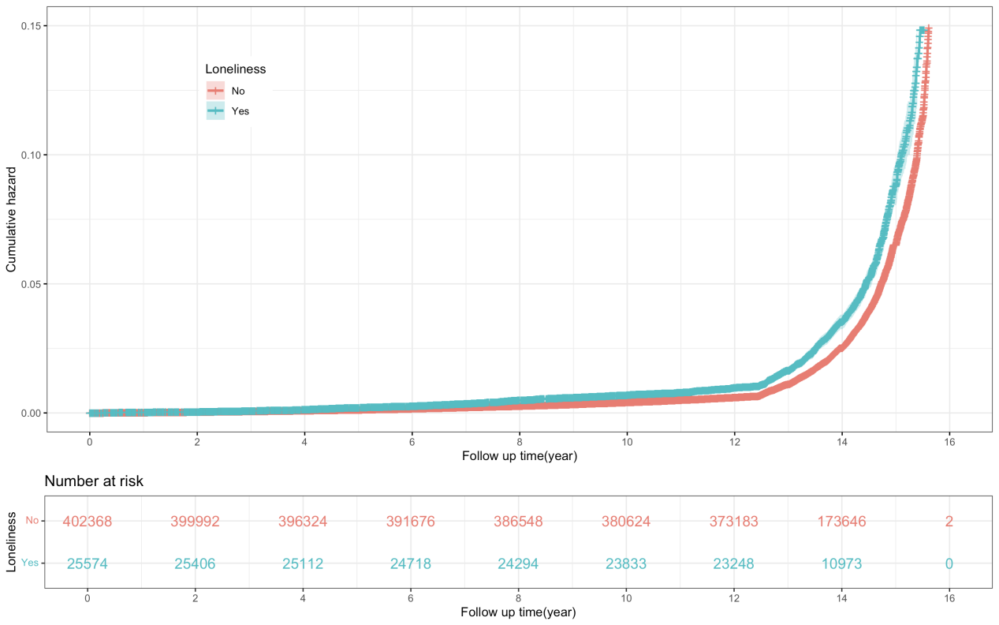 0.15
0.10
0.05
0.00
Cumulative hazard
Loneliness
No
Yes
0 2 4 6 8 10 12 14 16
Follow up time(year)
Number at risk
Loneliness
No 402368 399992 396324 391676 386548 380624 373183 173646 2
Yes 25574 25406 25112 24718 24294 23833 23248 10973 0
0 2 4 6 8 10 12 14 16
Follow up time(year)